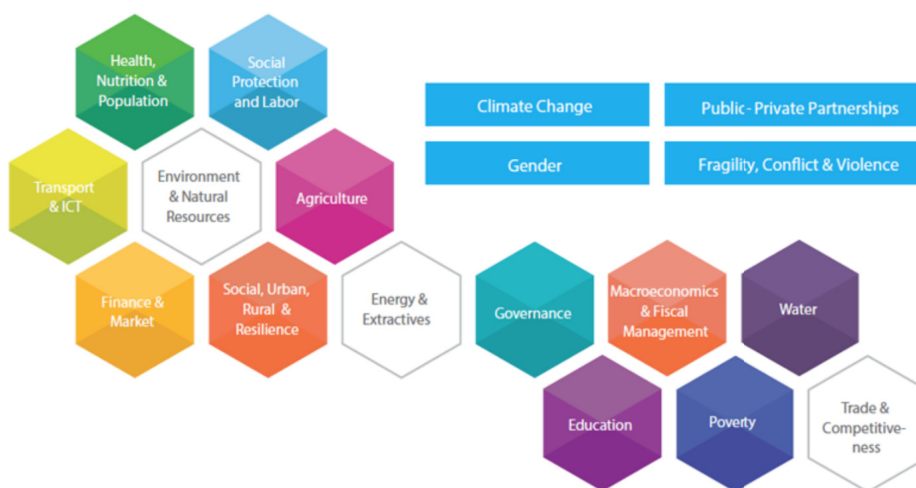 Health,
Nutrition &
Population
Social
Protection
and Labor
Climate Change
Public-Private Partnerships
Gender
Fragility, Conflict & Violence
Transport
& ICT
Environment
& Natural
Resources
Agriculture
Finance &
Market
Social, Urban,
Rural &
Resilience
Energy &
Extractives
Governance
Macroeconomics
& Fiscal
Management
Water
Education
Poverty
Trade &
Competitive-
ness